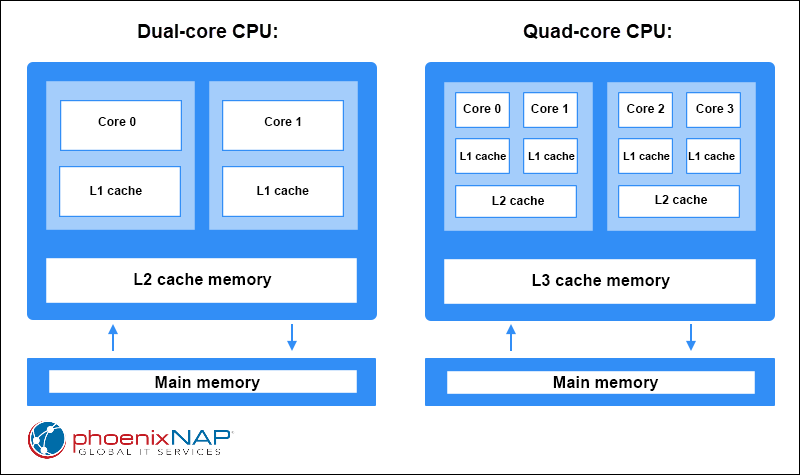 Dual-core CPU:
Core 0
Core 1
L1 cache
L1 cache
L2 cache memory
Main memory
Quad-core CPU:
Core 0
Core 1
Core 2
Core 3
L1 cache
L1 cache
L1 cache
L1 cache
L2 cache
L2 cache
L3 cache memory
Main memory
phoenixNAP®
GLOBAL IT SERVICES